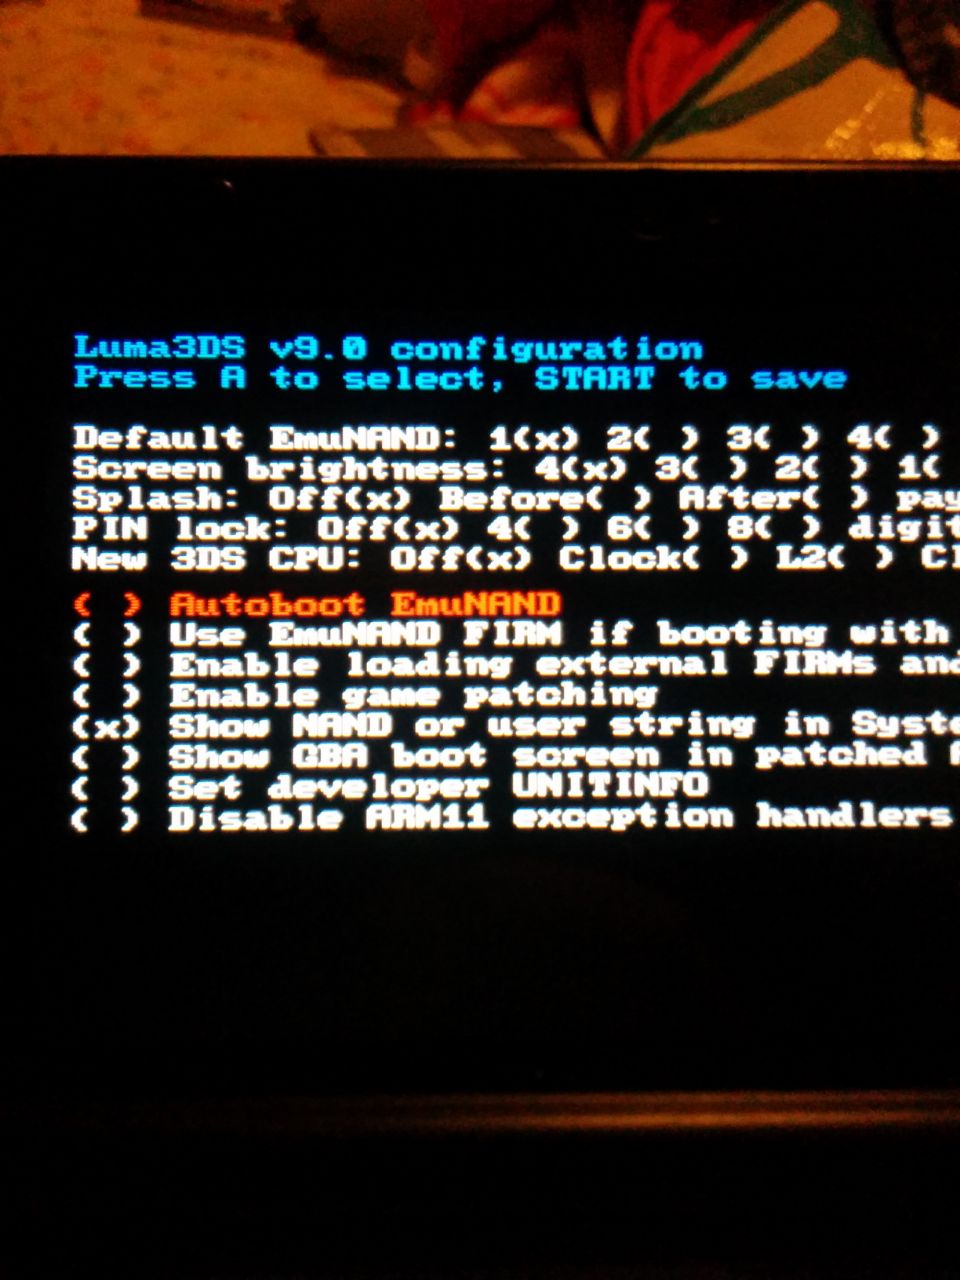 Luma3DS v9.0 configuration
Press A to select, START to save
Default EmuNAND: 1(x) 2( ) 3( ) 4( )
Screen brightness: 4(x) 3( ) 2( ) 1(
Splash: Off(x) Before( ) After( ) pay
PIN lock: Off(x) 4( ) 6( ) 8( ) digit
New 3DS CPU: Off(x) Clock( ) L2( ) Cl
( ) Autoboot EmuNAND
( ) Use EmuNAND FIRM if booting with
( ) Enable loading external FIRMs and
( ) Enable game patching
(x) Show NAND or user string in Syste
( ) Show GBA boot screen in patched A
( ) Set developer UNITINFO
( ) Disable ARM11 exception handlers